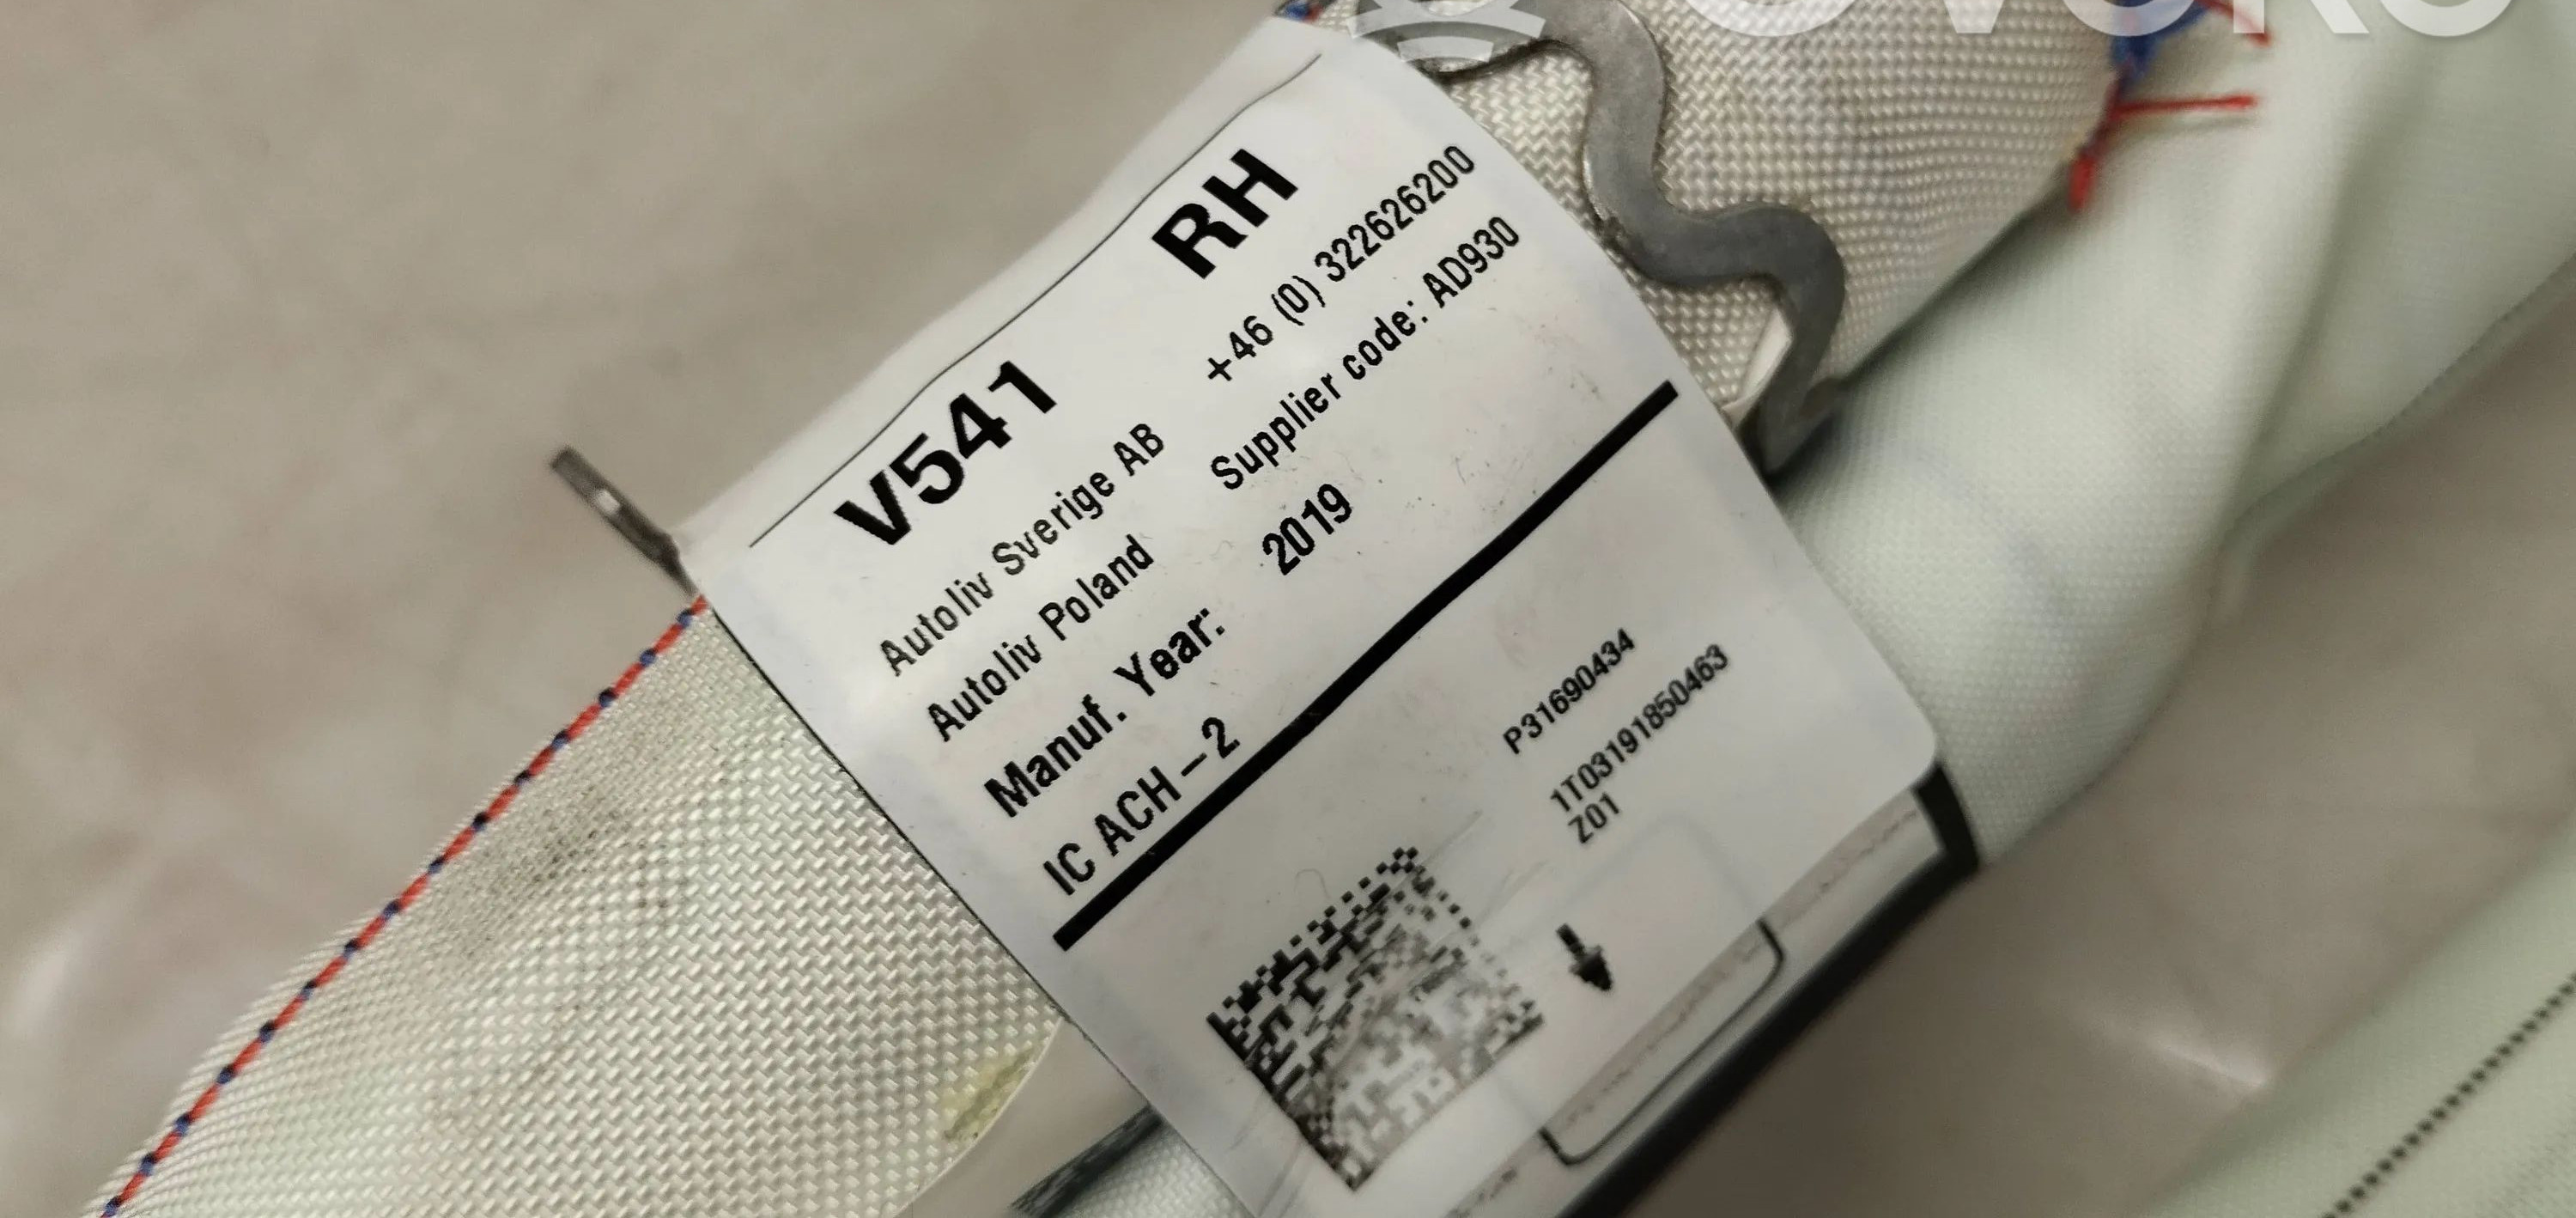 V541 RH
Autoliv Sverige AB +46 (0) 322626200
Autoliv Poland Supplier code: AD930
Manuf. Year: 2019
IC ACH-2
P31690434
1T03191850463
Z01